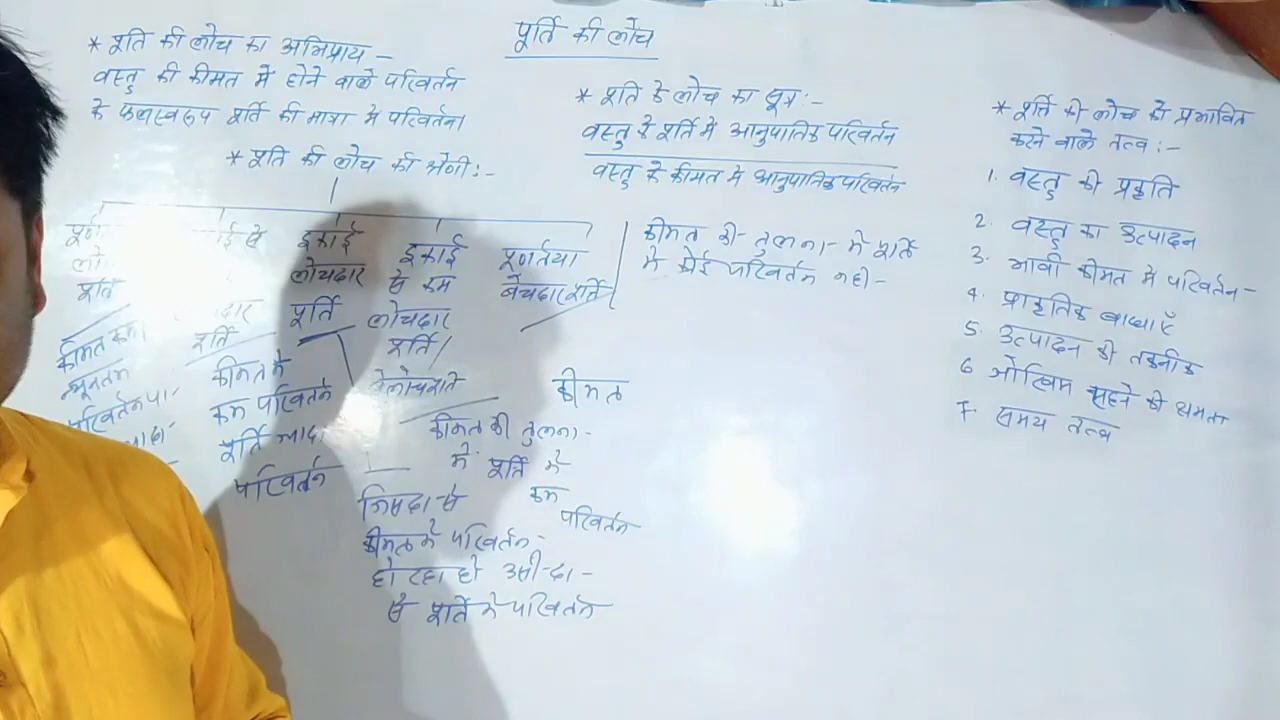 पूर्ति की लोच
* पूर्ति की लोच का अभिप्राय –
वस्तु की कीमत में होने वाले परिवर्तन
के फलस्वरूप पूर्ति की मात्रा में परिवर्तन।
* पूर्ति की लोच की श्रेणी :-
इकाई
लोचदार
पूर्ति
इकाई
से कम
लोचदार
पूर्ति/
पूर्णतया
बेचदार पूर्ति
पूर्ति
पूर्ति
न्यूनतम
कीमत में
कम परिवर्तन
पूर्ति
परिवर्तन
कीमत की तुलना -
में पूर्ति में
कम
परिवर्तन
कीमत
कीमत में परिवर्तन -
हो रहा हो उसी दर -
से पूर्ति में परिवर्तन
* पूर्ति के लोच का सूत्र :-
वस्तु के पूर्ति में आनुपातिक परिवर्तन
वस्तु के कीमत में आनुपातिक परिवर्तन
कीमत की तुलना में पूर्ति
में कोई परिवर्तन नही -
* पूर्ति की लोच को प्रभावित
करने वाले तत्व :-
1. वस्तु की प्रकृति
2. वस्तु का उत्पादन
3. भावी कीमत में परिवर्तन -
4. प्राकृतिक बाधाएँ
5. उत्पादन की तकनीक
6 जोखिम सहने की क्षमता
7. समय तत्व